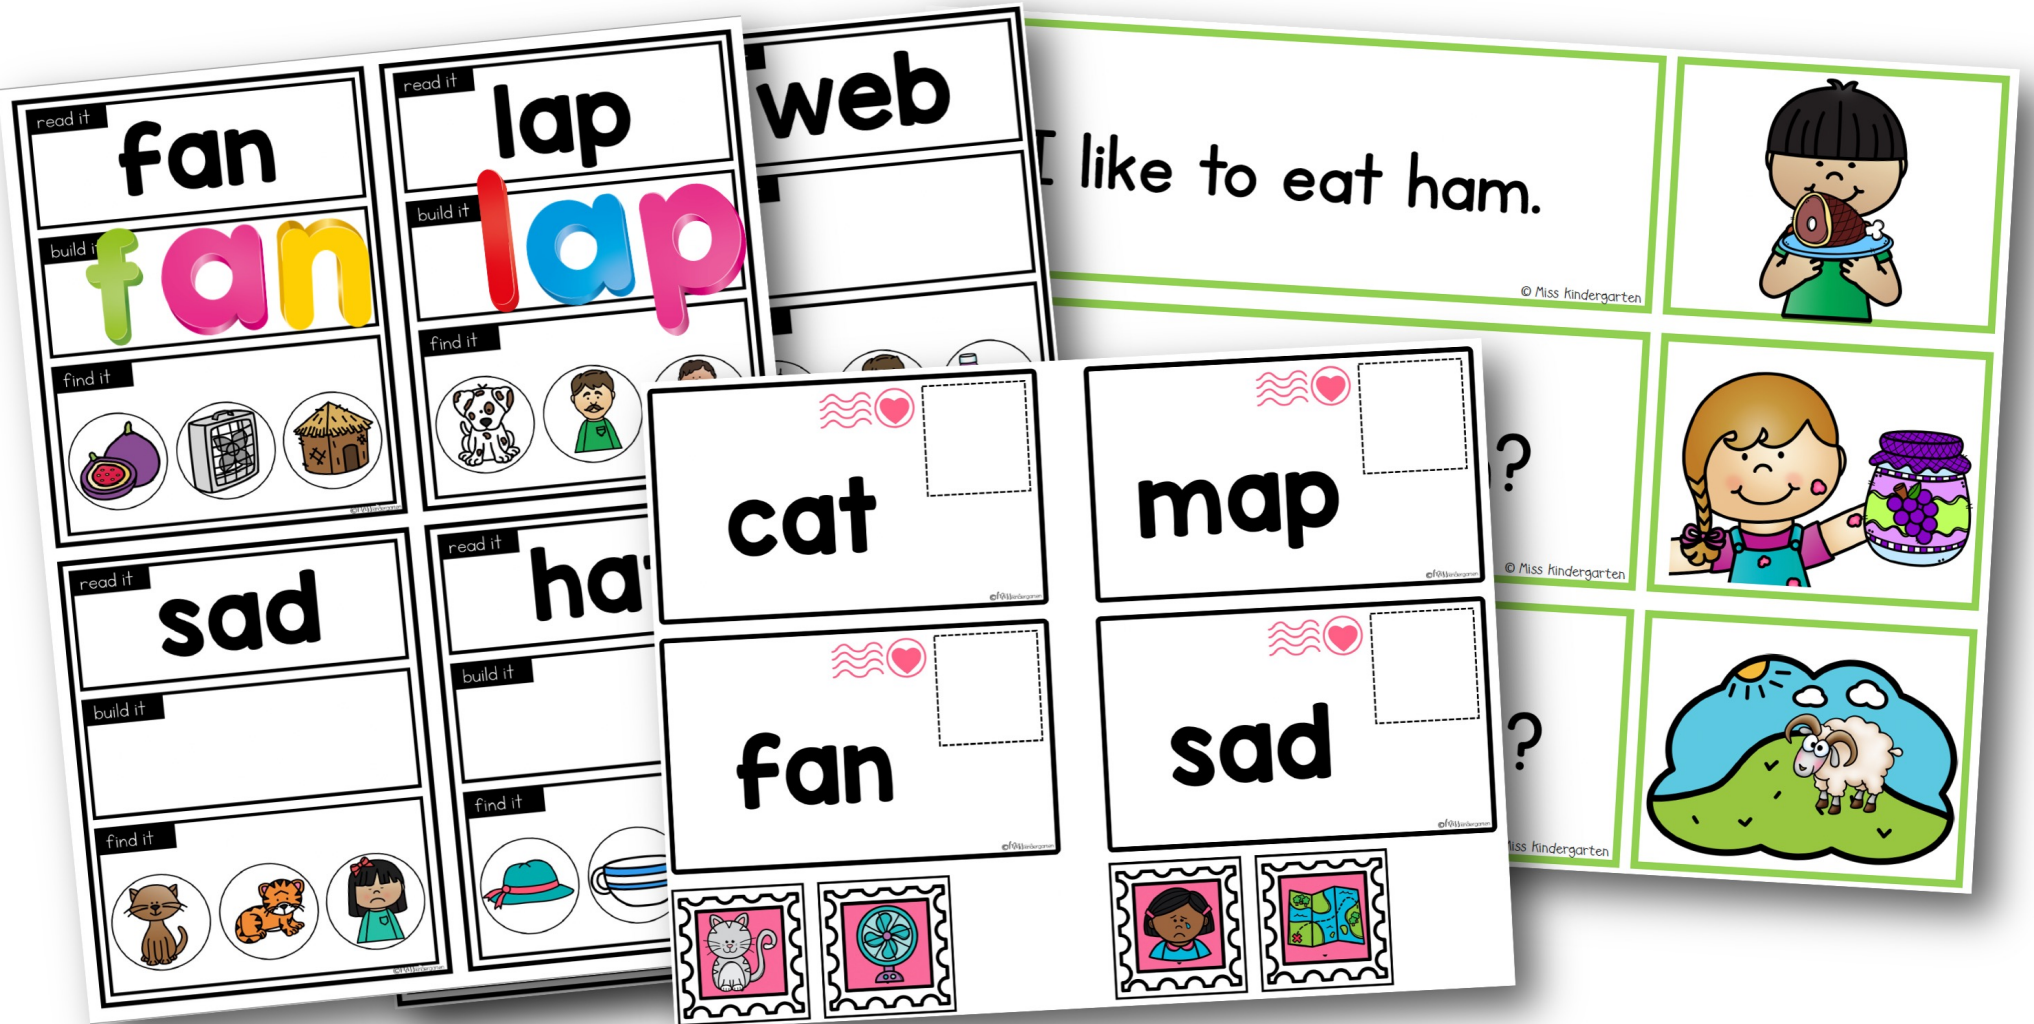 read it
fan
build it
fan
find it
read it
lap
build it
lap
find it
web
read it
sad
build it
find it
read it
build it
find it
cat
map
fan
sad
I like to eat ham.
© Miss Kindergarten
?
© Miss Kindergarten
?
Miss Kindergarten